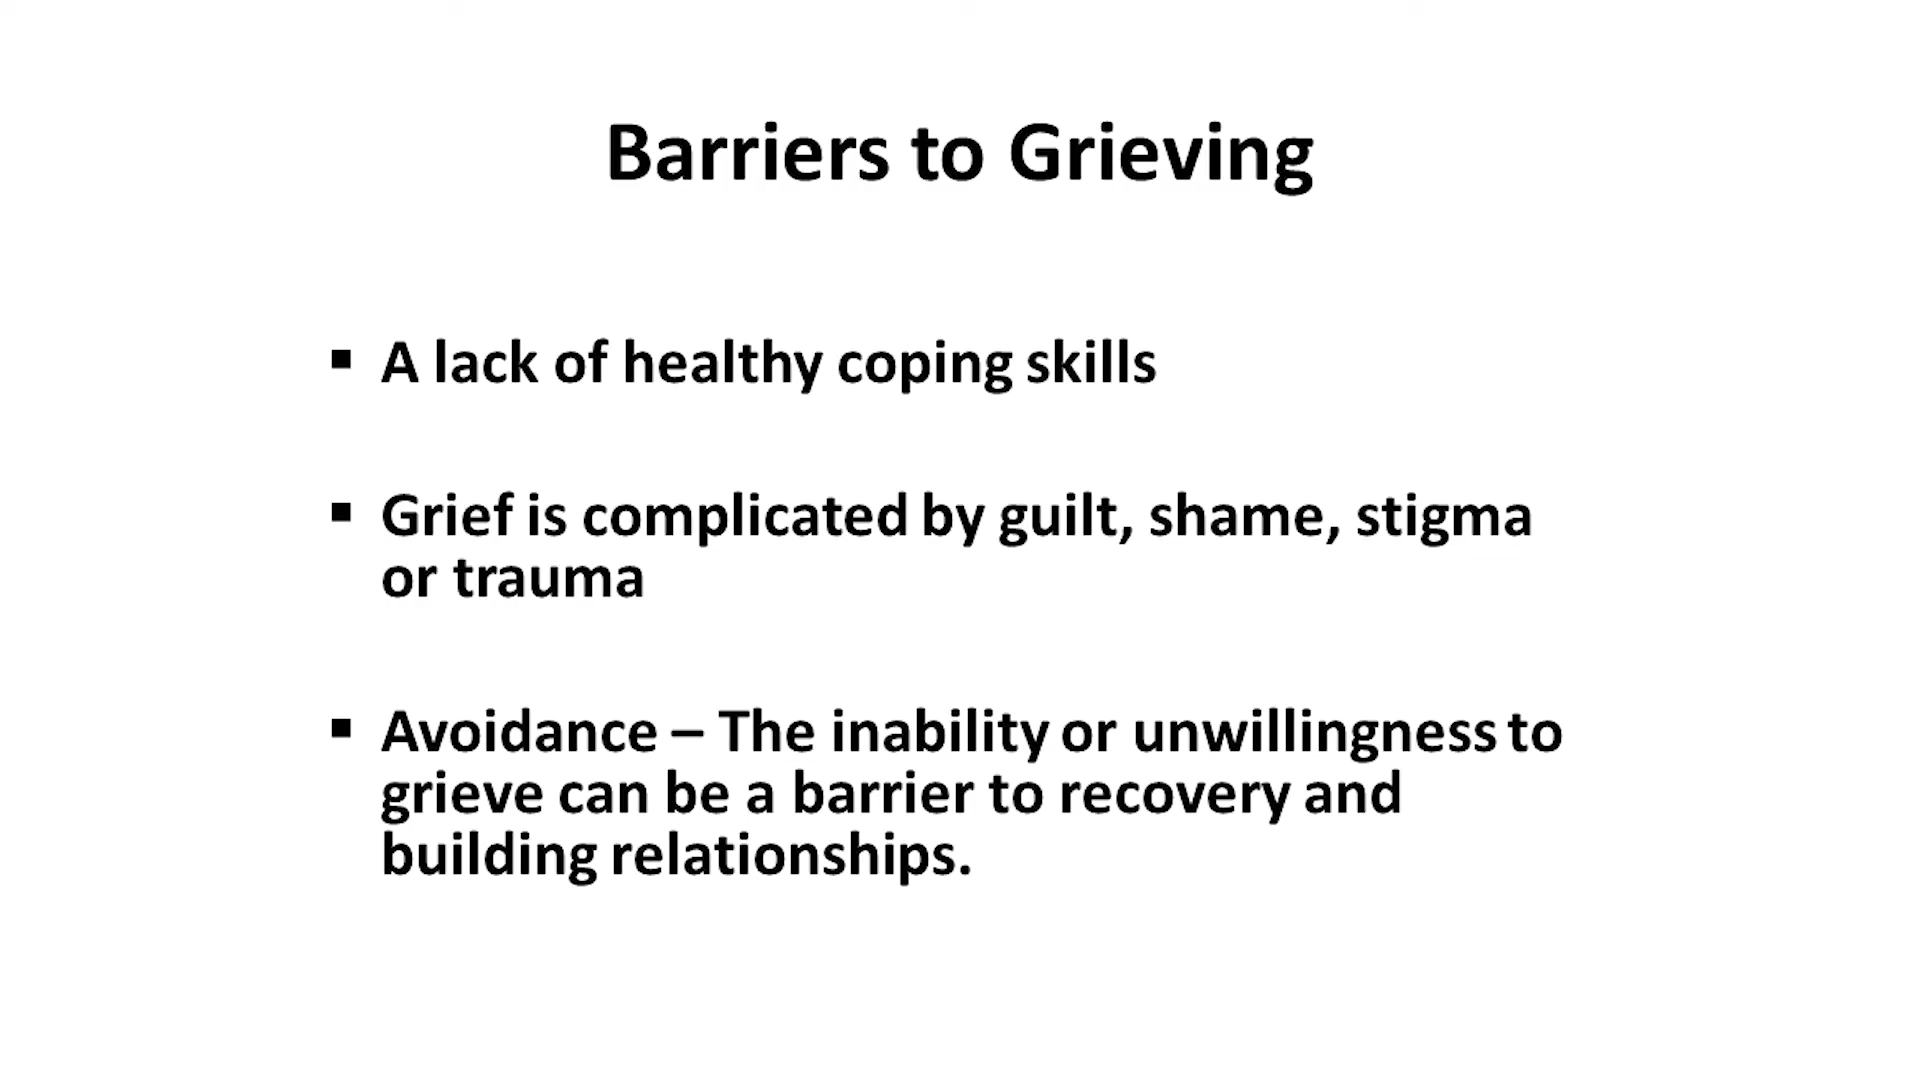 Barriers to Grieving
▪ A lack of healthy coping skills
▪ Grief is complicated by guilt, shame, stigma
or trauma
▪ Avoidance – The inability or unwillingness to
grieve can be a barrier to recovery and
building relationships.